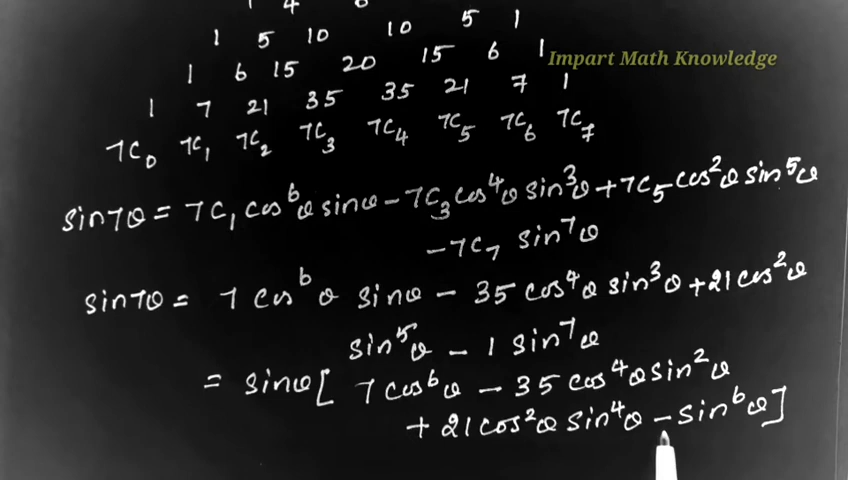 1 4 6
1 5 10 10 5 1
1 6 15 20 15 6 1
Impart Math Knowledge
1 7 21 35 35 21 7 1
7C₀ 7C₁ 7C₂ 7C₃ 7C₄ 7C₅ 7C₆ 7C₇
sin7θ = 7C₁ cos⁶θ sinθ - 7C₃ cos⁴θ sin³θ + 7C₅ cos²θ sin⁵θ
- 7C₇ sin⁷θ
sin7θ = 7 cos⁶θ sinθ - 35 cos⁴θ sin³θ + 21 cos²θ
sin⁵θ - 1 sin⁷θ
= sinθ [ 7 cos⁶θ - 35 cos⁴θ sin²θ
+ 21 cos²θ sin⁴θ - sin⁶θ ]